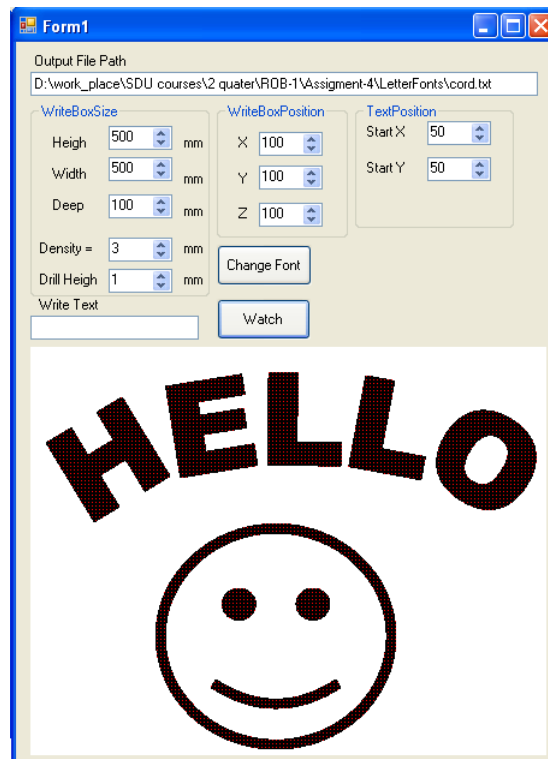 Form1
Output File Path
D:\work_place\SDU courses\2 quater\ROB-1\Assigment-4\LetterFonts\cord.txt
WriteBoxSize
Heigh 500 mm
Width 500 mm
Deep 100 mm
Density = 3 mm
Drill Heigh 1 mm
WriteBoxPosition
X 100
Y 100
Z 100
TextPosition
Start X 50
Start Y 50
Change Font
Write Text
Watch
HELLO